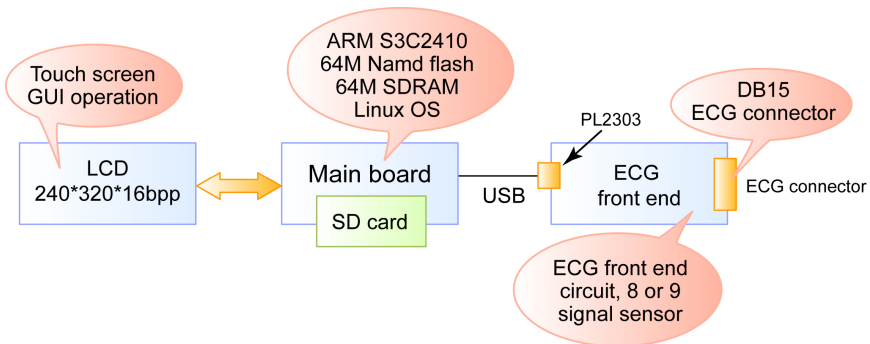 Touch screen
GUI operation
ARM S3C2410
64M Namd flash
64M SDRAM
Linux OS
DB15
ECG connector
PL2303
LCD
240*320*16bpp
Main board
SD card
USB
ECG
front end
ECG connector
ECG front end
circuit, 8 or 9
signal sensor